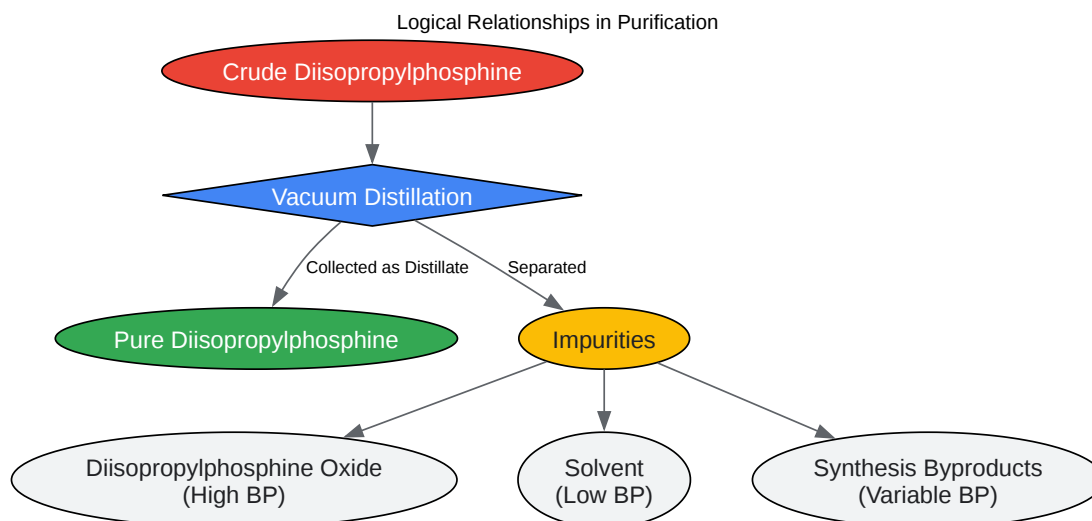 Logical Relationships in Purification
Crude Diisopropylphosphine
Vacuum Distillation
Collected as Distillate
Separated
Pure Diisopropylphosphine
Impurities
Diisopropylphosphine Oxide
(High BP)
Solvent
(Low BP)
Synthesis Byproducts
(Variable BP)